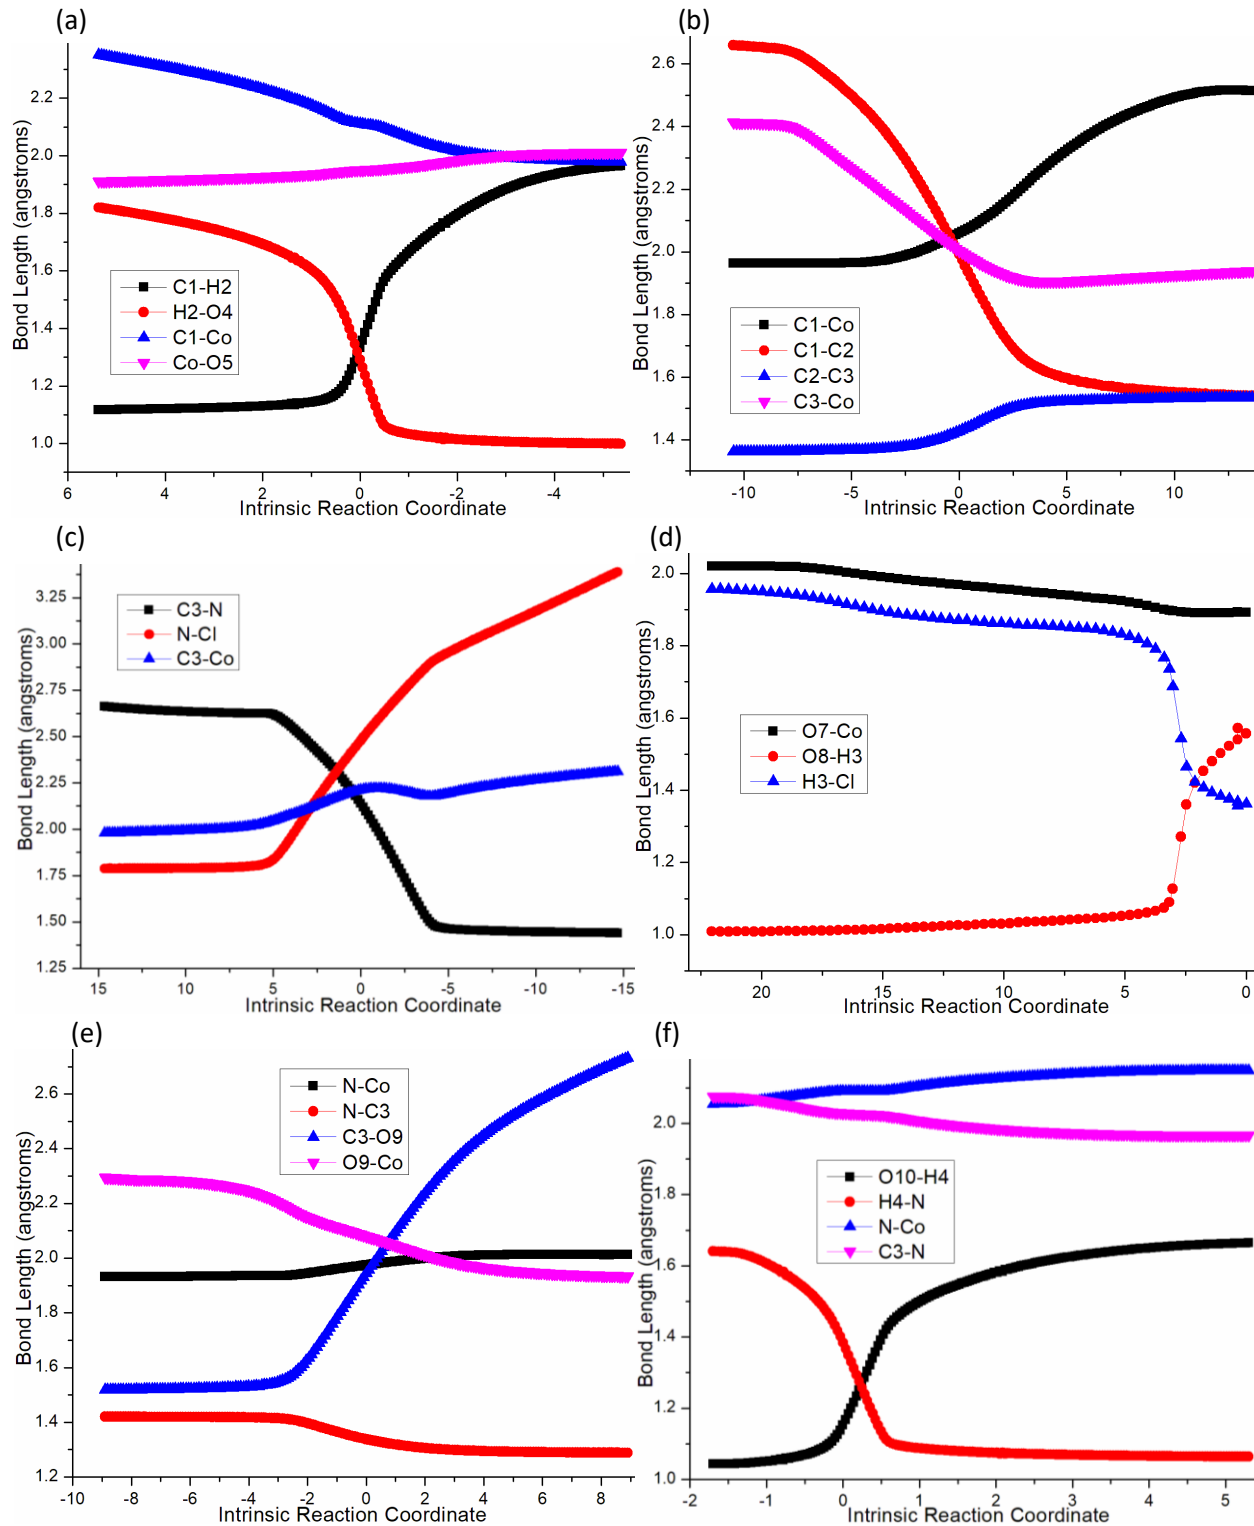 (a)
Bond Length (angstroms)
2.2
2.0
1.8
1.6
1.4
1.2
1.0
C1-H2
H2-O4
C1-Co
Co-O5
6 4 2 0 -2 -4
Intrinsic Reaction Coordinate
(b)
Bond Length (angstroms)
2.6
2.4
2.2
2.0
1.8
1.6
1.4
C1-Co
C1-C2
C2-C3
C3-Co
-10 -5 0 5 10
Intrinsic Reaction Coordinate
(c)
Bond Length (angstroms)
3.25
3.00
2.75
2.50
2.25
2.00
1.75
1.50
1.25
C3-N
N-Cl
C3-Co
15 10 5 0 -5 -10 -15
Intrinsic Reaction Coordinate
(d)
Bond Length (angstroms)
2.0
1.8
1.6
1.4
1.2
1.0
O7-Co
O8-H3
H3-Cl
20 15 10 5 0
Intrinsic Reaction Coordinate
(e)
Bond Length (angstroms)
2.6
2.4
2.2
2.0
1.8
1.6
1.4
1.2
N-Co
N-C3
C3-O9
O9-Co
-10 -8 -6 -4 -2 0 2 4 6 8
Intrinsic Reaction Coordinate
(f)
Bond Length (angstroms)
2.0
1.8
1.6
1.4
1.2
1.0
O10-H4
H4-N
N-Co
C3-N
-2 -1 0 1 2 3 4 5
Intrinsic Reaction Coordinate